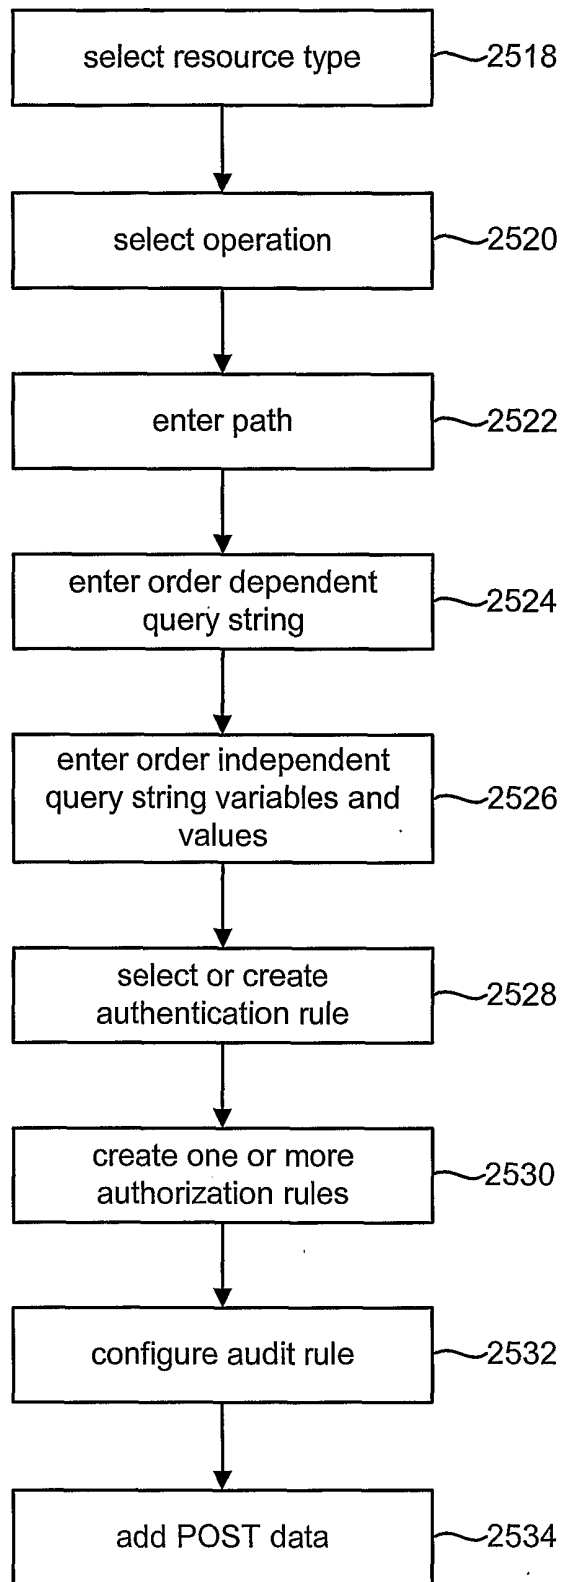 select resource type 2518
select operation 2520
enter path 2522
enter order dependent
query string 2524
enter order independent
query string variables and
values 2526
select or create
authentication rule 2528
create one or more
authorization rules 2530
configure audit rule 2532
add POST data 2534